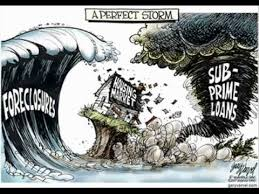 A PERFECT STORM
FORECLOSURES
HOUSING
MARKET
SUB-
PRIME
LOANS
garyvarvel.com